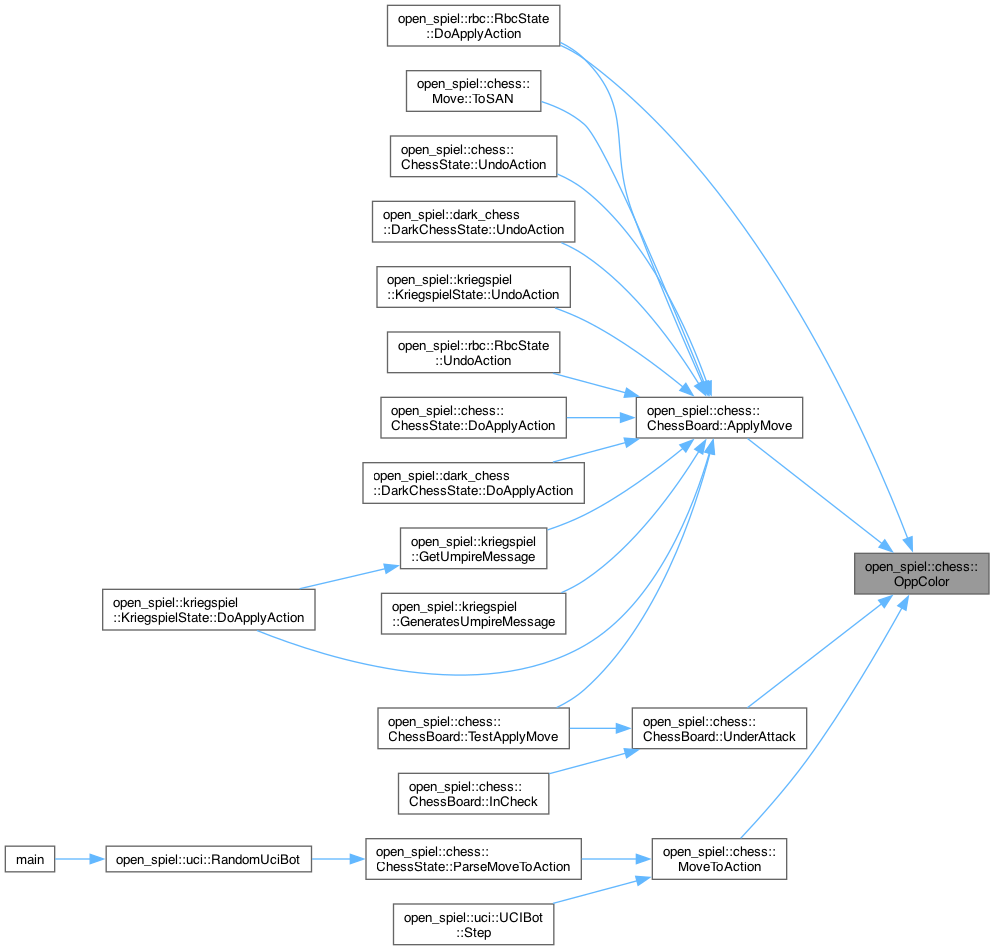 open_spiel::rbc::RbcState
::DoApplyAction
open_spiel::chess::
Move::ToSAN
open_spiel::chess::
ChessState::UndoAction
open_spiel::dark_chess
::DarkChessState::UndoAction
open_spiel::kriegspiel
::KriegspielState::UndoAction
open_spiel::rbc::RbcState
::UndoAction
open_spiel::chess::
ChessState::DoApplyAction
open_spiel::chess::
ChessBoard::ApplyMove
open_spiel::dark_chess
::DarkChessState::DoApplyAction
open_spiel::kriegspiel
::GetUmpireMessage
open_spiel::chess::
OppColor
open_spiel::kriegspiel
::KriegspielState::DoApplyAction
open_spiel::kriegspiel
::GeneratesUmpireMessage
open_spiel::chess::
ChessBoard::TestApplyMove
open_spiel::chess::
ChessBoard::UnderAttack
open_spiel::chess::
ChessBoard::InCheck
main
open_spiel::uci::RandomUciBot
open_spiel::chess::
ChessState::ParseMoveToAction
open_spiel::chess::
MoveToAction
open_spiel::uci::UCIBot
::Step